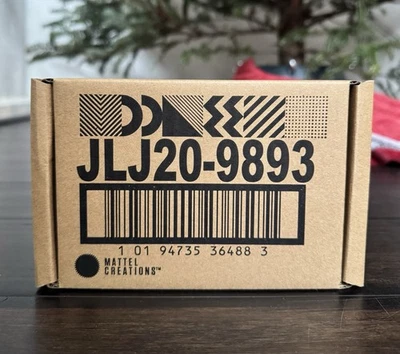 JLJ20-9893
1 01 94735 36488 3
MATTEL
CREATIONS™